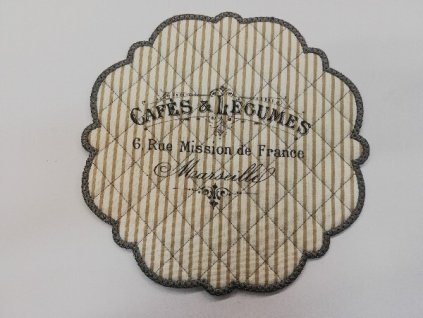 CAFÉS & LÉGUMES
6, Rue Mission de France
Marseille